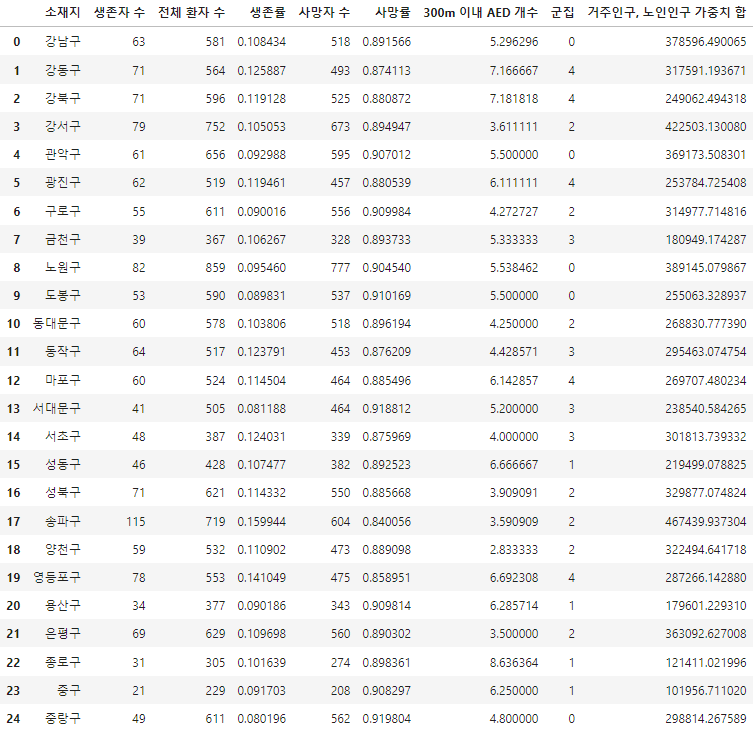 소재지 생존자 수 전체 환자 수 생존률 사망자 수 사망률 300m 이내 AED 개수 군집 거주인구, 노인인구 가중치 합
0 강남구 63 581 0.108434 518 0.891566 5.296296 0 378596.490065
1 강동구 71 564 0.125887 493 0.874113 7.166667 4 317591.193671
2 강북구 71 596 0.119128 525 0.880872 7.181818 4 249062.494318
3 강서구 79 752 0.105053 673 0.894947 3.611111 2 422503.130080
4 관악구 61 656 0.092988 595 0.907012 5.500000 0 369173.508301
5 광진구 62 519 0.119461 457 0.880539 6.111111 4 253784.725408
6 구로구 55 611 0.090016 556 0.909984 4.272727 2 314977.714816
7 금천구 39 367 0.106267 328 0.893733 5.333333 3 180949.174287
8 노원구 82 859 0.095460 777 0.904540 5.538462 0 389145.079867
9 도봉구 53 590 0.089831 537 0.910169 5.500000 0 255063.328937
10 동대문구 60 578 0.103806 518 0.896194 4.250000 2 268830.777390
11 동작구 64 517 0.123791 453 0.876209 4.428571 3 295463.074754
12 마포구 60 524 0.114504 464 0.885496 6.142857 4 269707.480234
13 서대문구 41 505 0.081188 464 0.918812 5.200000 3 238540.584265
14 서초구 48 387 0.124031 339 0.875969 4.000000 3 301813.739332
15 성동구 46 428 0.107477 382 0.892523 6.666667 1 219499.078825
16 성북구 71 621 0.114332 550 0.885668 3.909091 2 329877.074824
17 송파구 115 719 0.159944 604 0.840056 3.590909 2 467439.937304
18 양천구 59 532 0.110902 473 0.889098 2.833333 2 322494.641718
19 영등포구 78 553 0.141049 475 0.858951 6.692308 4 287266.142880
20 용산구 34 377 0.090186 343 0.909814 6.285714 1 179601.229310
21 은평구 69 629 0.109698 560 0.890302 3.500000 2 363092.627008
22 종로구 31 305 0.101639 274 0.898361 8.636364 1 121411.021996
23 중구 21 229 0.091703 208 0.908297 6.250000 1 101956.711020
24 중랑구 49 611 0.080196 562 0.919804 4.800000 0 298814.267589